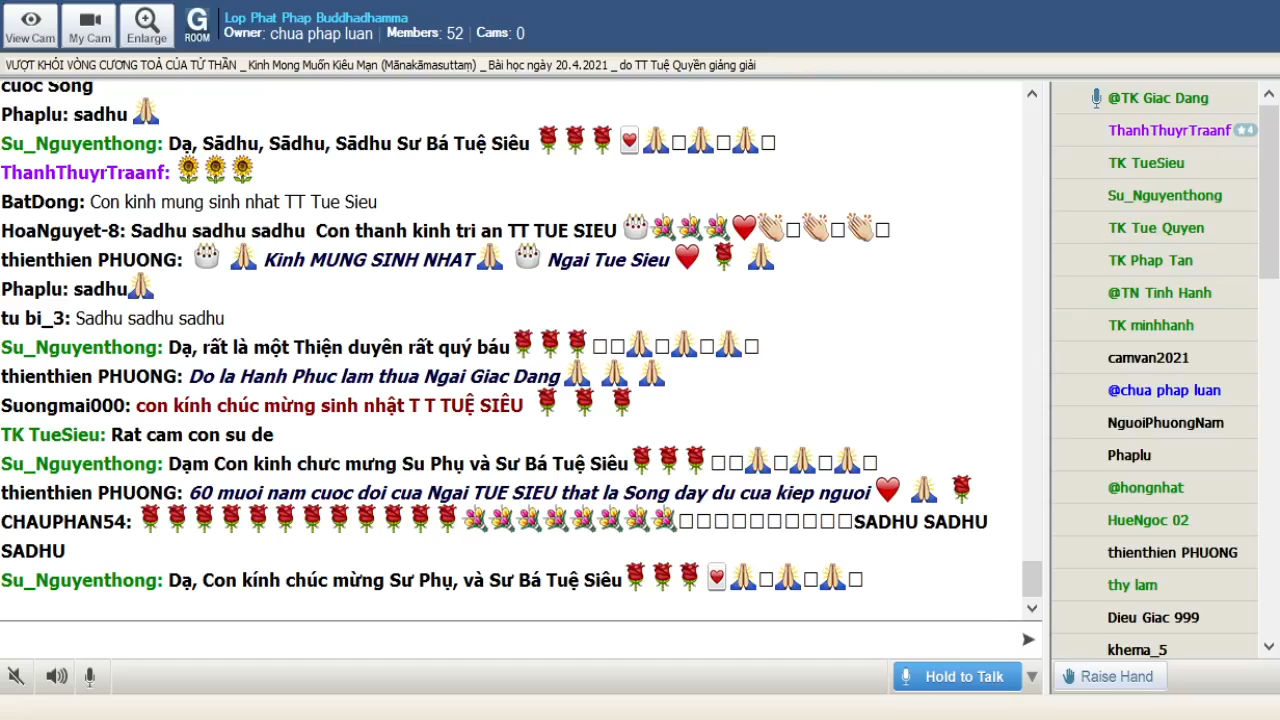 View Cam
My Cam
Enlarge
G
ROOM
Lop Phat Phap Buddhadhamma
Owner: chua phap luan | Members: 52 | Cams: 0
VƯỢT KHỎI VÒNG CƯƠNG TOẢ CỦA TỬ THẦN _ Kinh Mong Muốn Kiêu Mạn (Mānakāmasuttaṃ) _ Bài học ngày 20.4.2021 _ do TT Tuệ Quyền giảng giải
cuoc Song
Phaplu: sadhu 🙏
Su_Nguyenthong: Dạ, Sādhu, Sādhu, Sādhu Sư Bá Tuệ Siêu
ThanhThuyrTraanf:
BatDong: Con kinh mung sinh nhat TT Tue Sieu
HoaNguyet-8: Sadhu sadhu sadhu Con thanh kinh tri an TT TUE SIEU
thienthien PHUONG: Kinh MUNG SINH NHAT Ngai Tue Sieu
Phaplu: sadhu
tu bi_3: Sadhu sadhu sadhu
Su_Nguyenthong: Dạ, rất là một Thiện duyên rất quý báu
thienthien PHUONG: Do la Hanh Phuc lam thua Ngai Giac Dang
Suongmai000: con kính chúc mừng sinh nhật T T TUỆ SIÊU
TK TueSieu: Rat cam con su de
Su_Nguyenthong: Dạm Con kinh chưc mưng Su Phụ và Sư Bá Tuệ Siêu
thienthien PHUONG: 60 muoi nam cuoc doi cua Ngai TUE SIEU that la Song day du cua kiep nguoi
CHAUPHAN54: SADHU SADHU
SADHU
Su_Nguyenthong: Dạ, Con kính chúc mừng Sư Phụ, và Sư Bá Tuệ Siêu
Hold to Talk
@TK Giac Dang
ThanhThuyrTraanf ★4
TK TueSieu
Su_Nguyenthong
TK Tue Quyen
TK Phap Tan
@TN Tinh Hanh
TK minhhanh
camvan2021
@chua phap luan
NguoiPhuongNam
Phaplu
@hongnhat
HueNgoc 02
thienthien PHUONG
thy lam
Dieu Giac 999
khema_5
Raise Hand